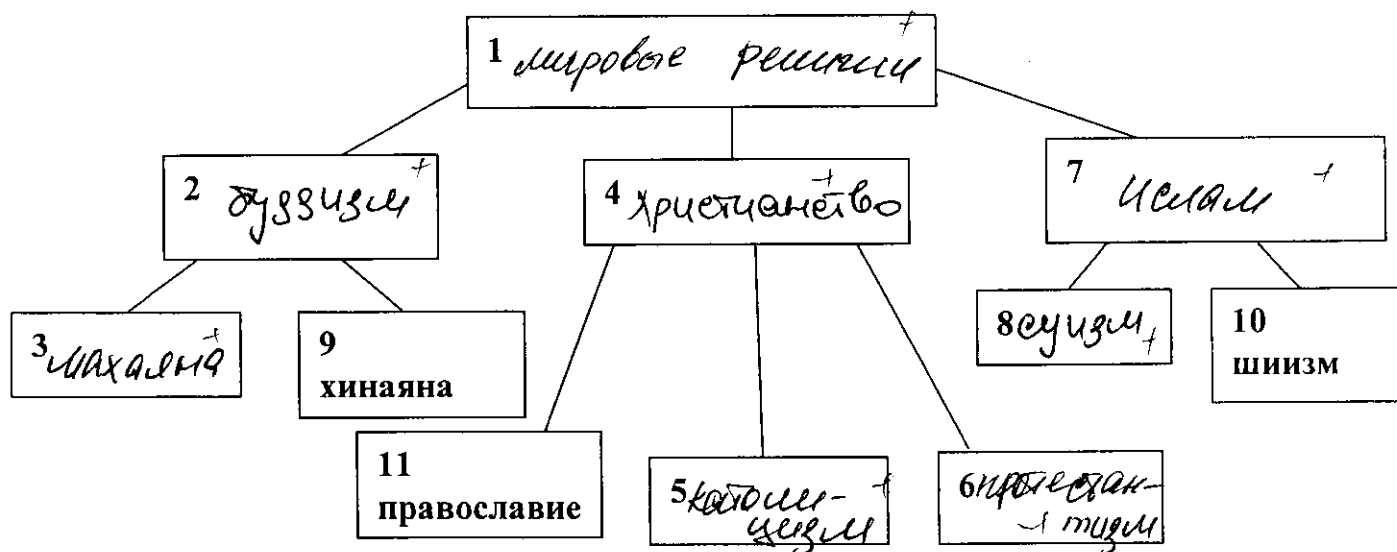 1 мировые религии +
2 буддизм +
4 христианство +
7 ислам +
3 махаяна +
9
хинаяна
8 суизм +
10
шиизм
11
православие
5 католи-
цизм +
6 протестан-
тизм +